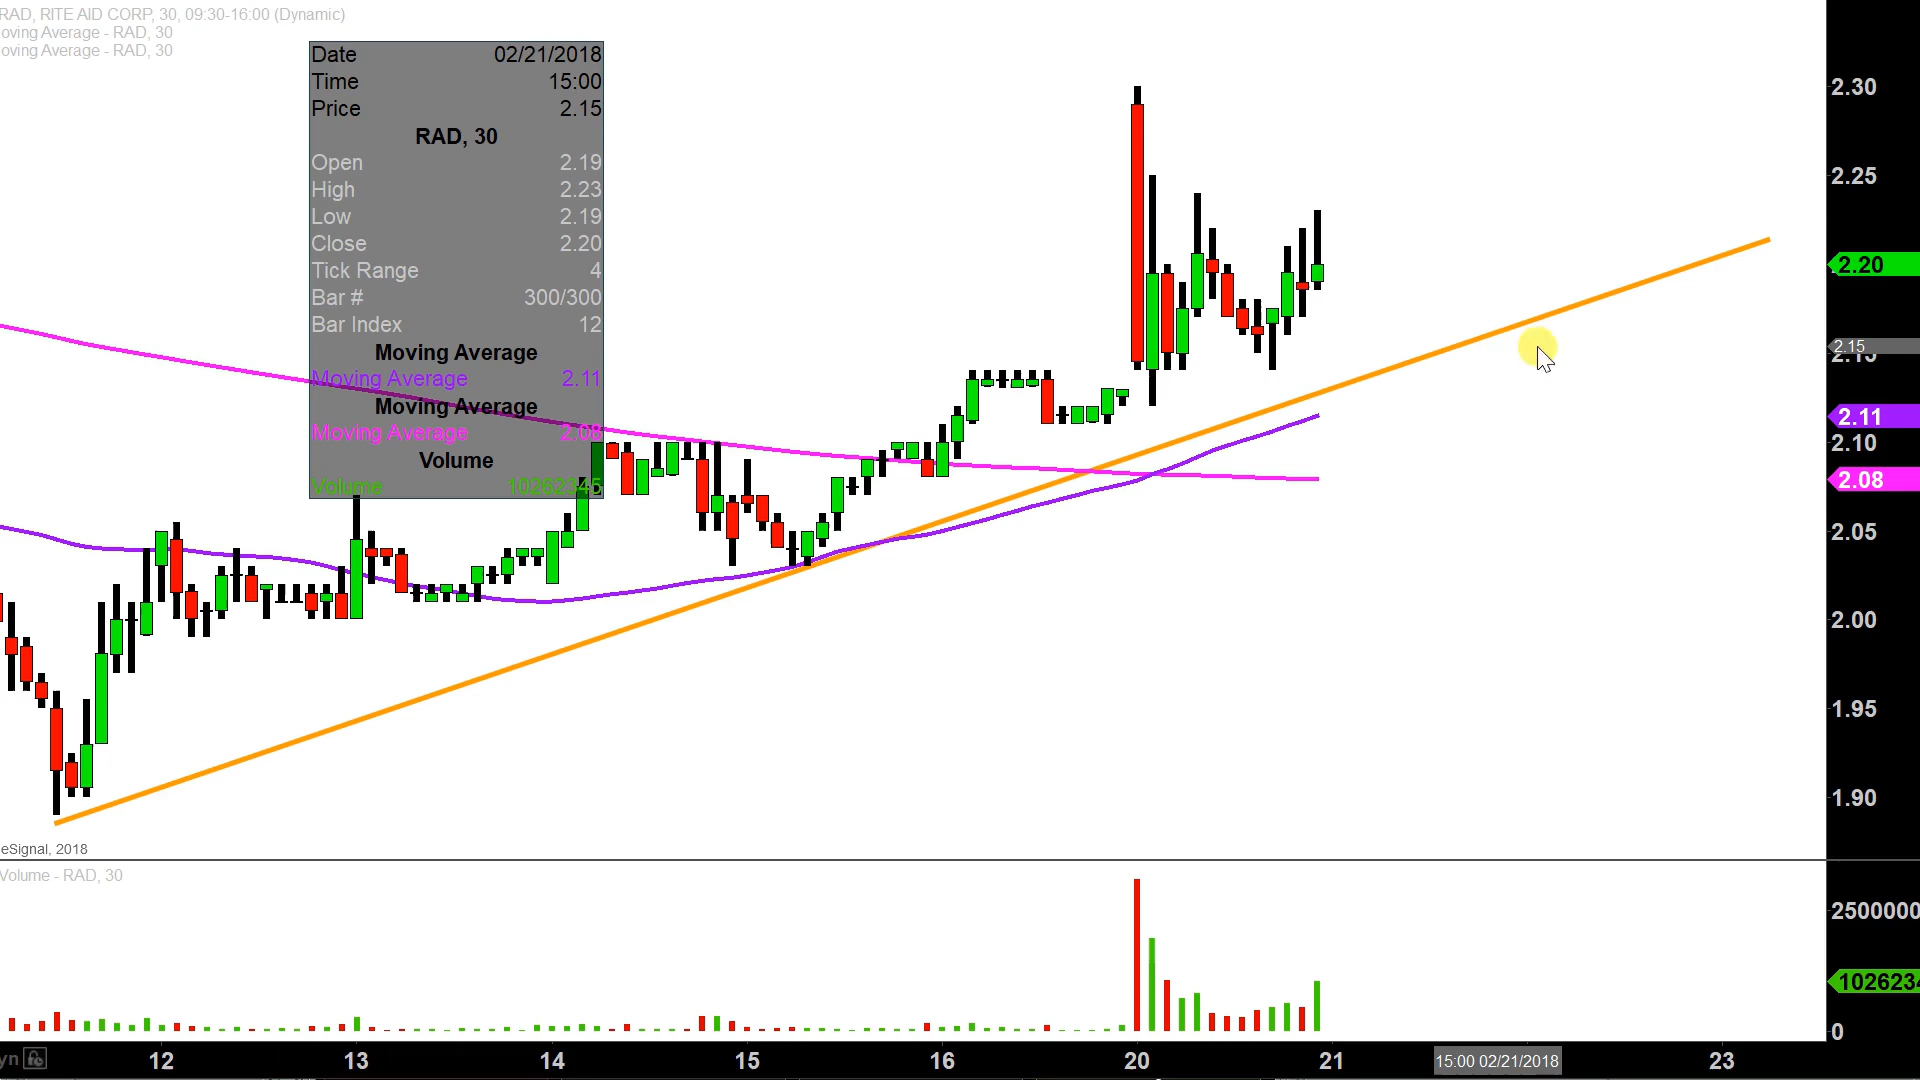 RAD, RITE AID CORP, 30, 09:30-16:00 (Dynamic)
oving Average - RAD, 30
oving Average - RAD, 30
Date 02/21/2018
Time 15:00
Price 2.15
RAD, 30
Open 2.19
High 2.23
Low 2.19
Close 2.20
Tick Range 4
Bar # 300/300
Bar Index 12
Moving Average
Moving Average 2.11
Moving Average
Moving Average 2.08
Volume
Volume 10262345
2.30
2.25
2.20
2.15
2.15
2.11
2.10
2.08
2.05
2.00
1.95
1.90
eSignal, 2018
Volume - RAD, 30
2500000
1026234
0
yn
12 13 14 15 16 20 21 15:00 02/21/2018 23